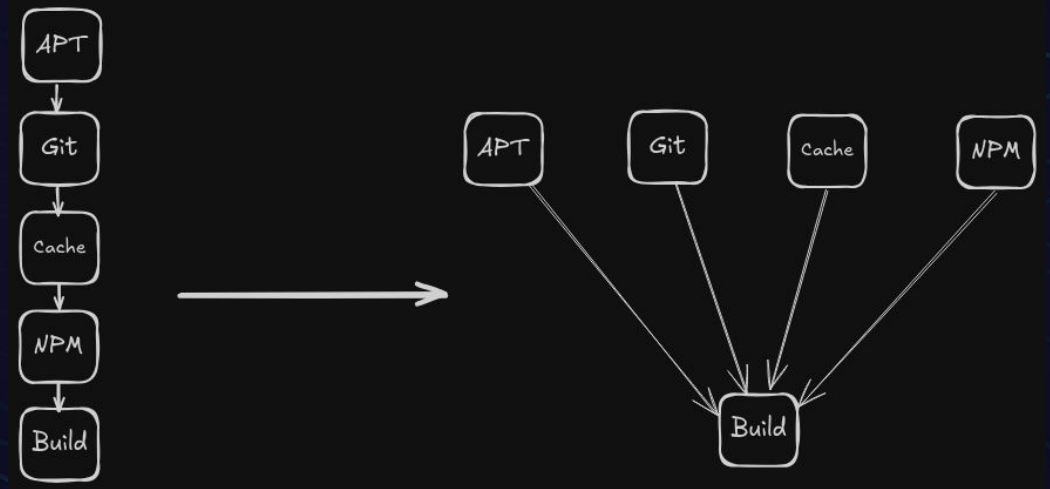 APT
Git
Cache
NPM
Build
APT
Git
Cache
NPM
Build